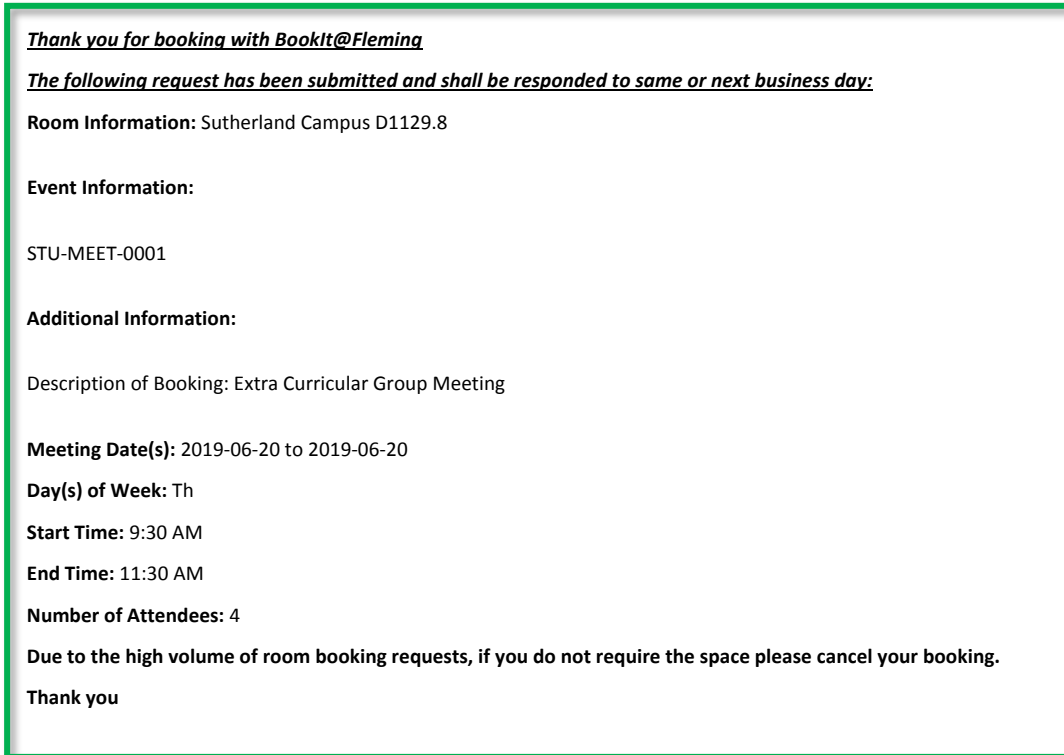 Thank you for booking with BookIt@Fleming
The following request has been submitted and shall be responded to same or next business day:
Room Information: Sutherland Campus D1129.8
Event Information:
STU-MEET-0001
Additional Information:
Description of Booking: Extra Curricular Group Meeting
Meeting Date(s): 2019-06-20 to 2019-06-20
Day(s) of Week: Th
Start Time: 9:30 AM
End Time: 11:30 AM
Number of Attendees: 4
Due to the high volume of room booking requests, if you do not require the space please cancel your booking.
Thank you